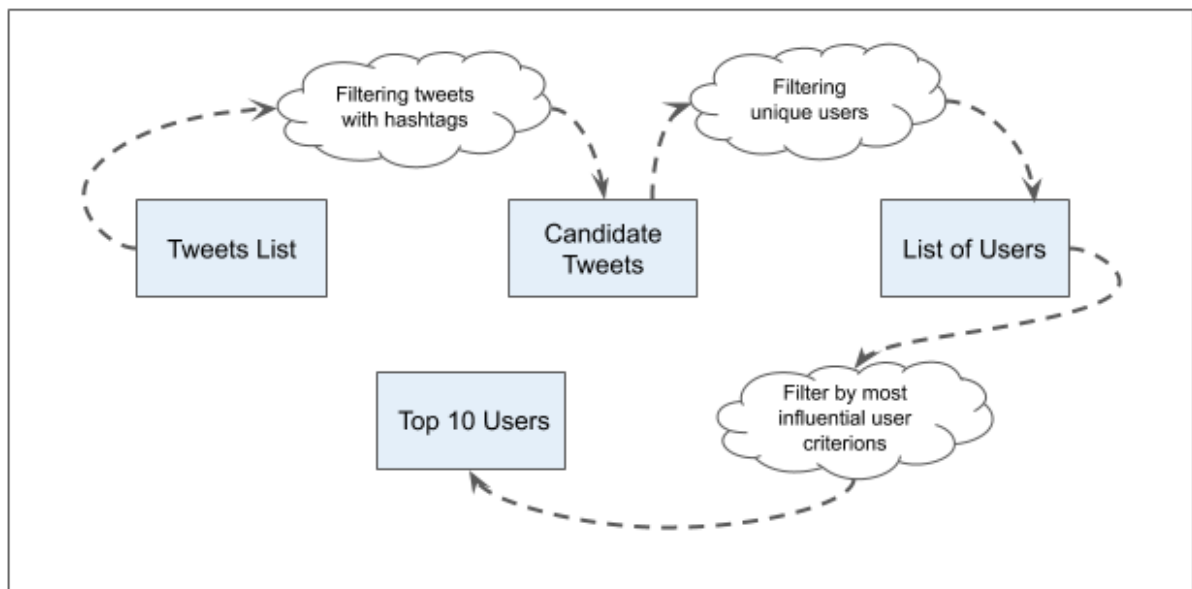 Filtering tweets
with hashtags
Filtering
unique users
Tweets List
Candidate
Tweets
List of Users
Top 10 Users
Filter by most
influential user
criterions